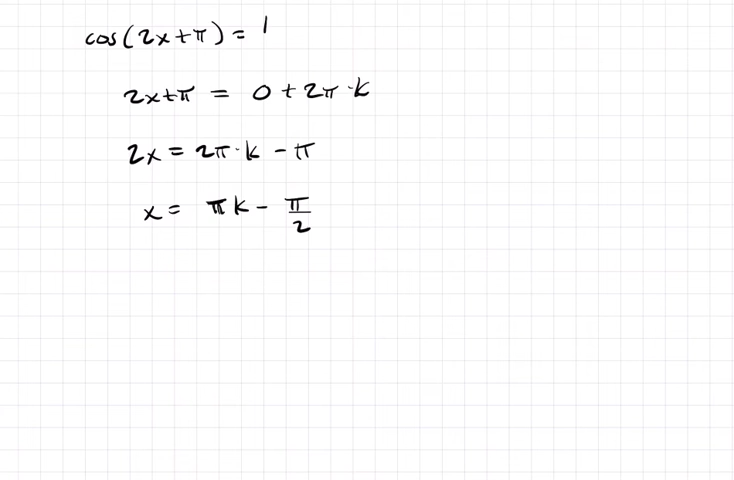 cos(2x+π) = 1
2x+π = 0 + 2π·k
2x = 2π·k - π
x = πk - π/2